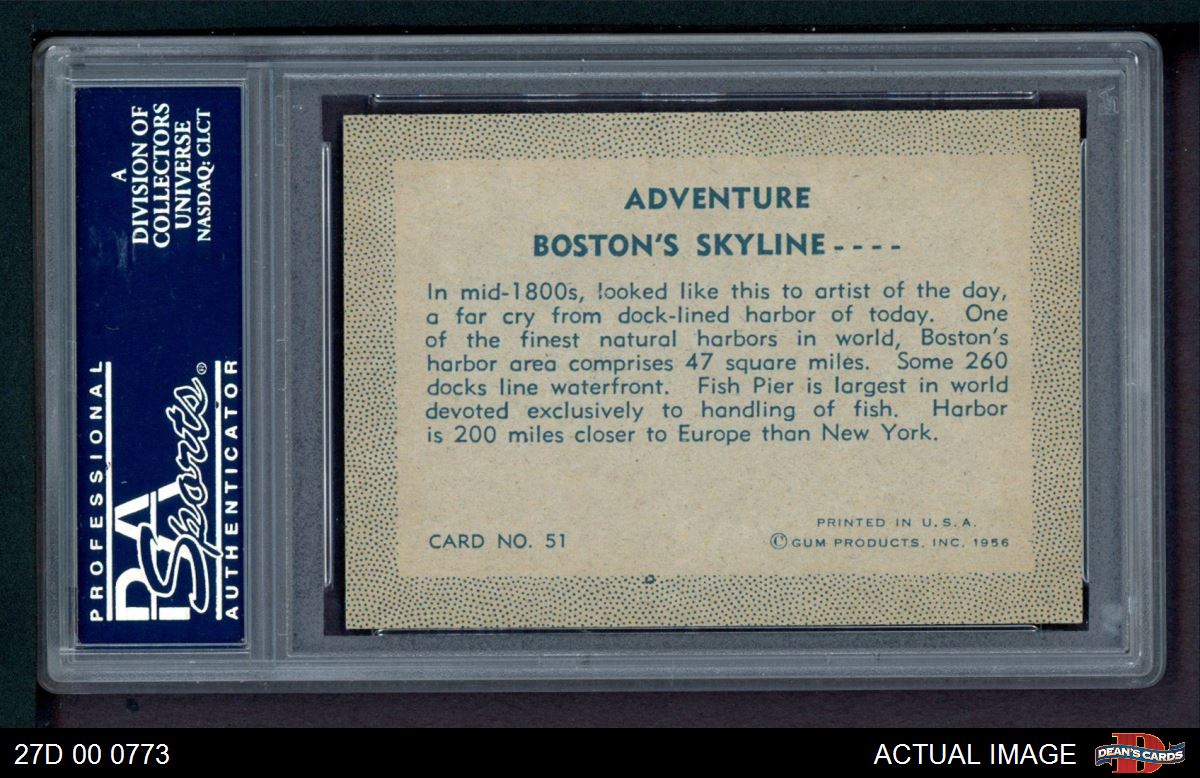 A
DIVISION OF
COLLECTORS
UNIVERSE
NASDAQ: CLCT
PROFESSIONAL
PSA
Sports®
AUTHENTICATOR
ADVENTURE
BOSTON'S SKYLINE----
In mid-1800s, looked like this to artist of the day,
a far cry from dock-lined harbor of today. One
of the finest natural harbors in world, Boston's
harbor area comprises 47 square miles. Some 260
docks line waterfront. Fish Pier is largest in world
devoted exclusively to handling of fish. Harbor
is 200 miles closer to Europe than New York.
CARD NO. 51
PRINTED IN U.S.A.
©GUM PRODUCTS, INC. 1956
27D 00 0773
ACTUAL IMAGE
DEAN'S CARDS